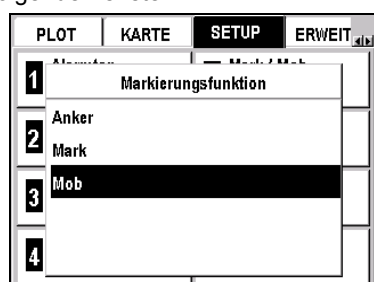 PLOT KARTE SETUP ERWEIT
1
Markierungsfunktion
Anker
2
Mark
Mob
3
4